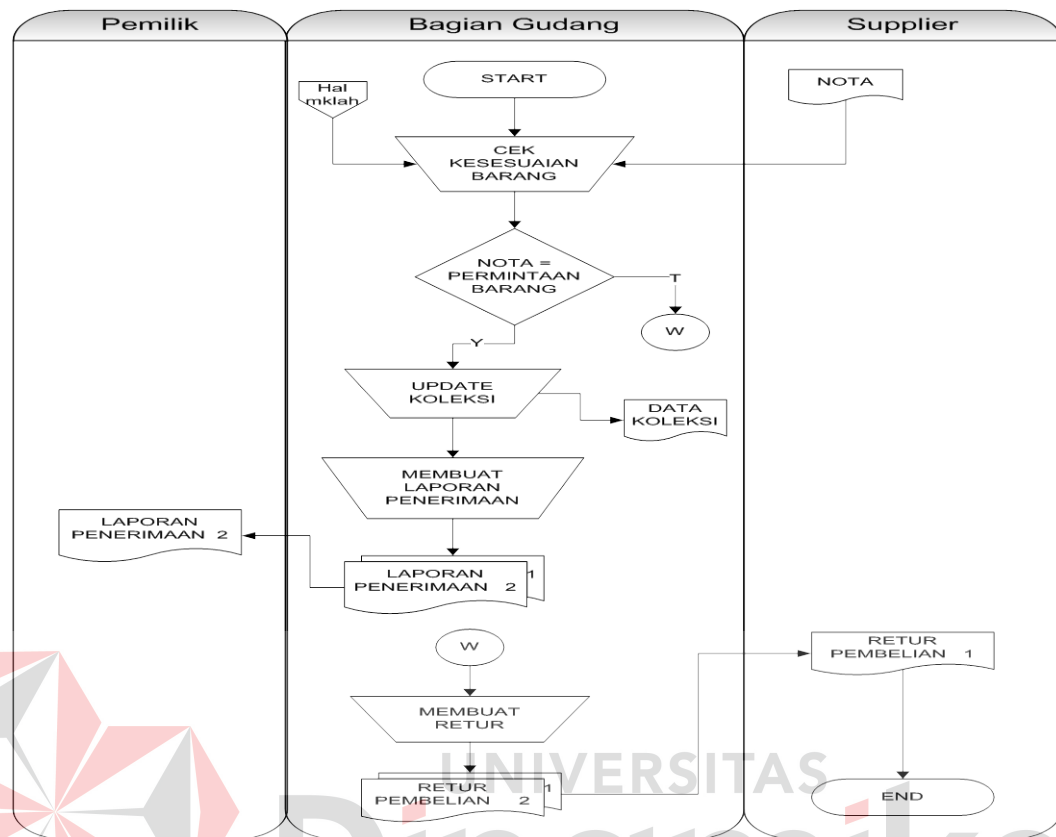 Pemilik
Bagian Gudang
Supplier
START
Hal
mklah
NOTA
CEK
KESESUAIAN
BARANG
NOTA =
PERMINTAAN
BARANG
T
W
Y
UPDATE
KOLEKSI
DATA
KOLEKSI
MEMBUAT
LAPORAN
PENERIMAAN
LAPORAN
PENERIMAAN 2
LAPORAN 1
PENERIMAAN 2
W
RETUR
PEMBELIAN 1
MEMBUAT
RETUR
UNIVERSITAS
RETUR 1
PEMBELIAN 2
END